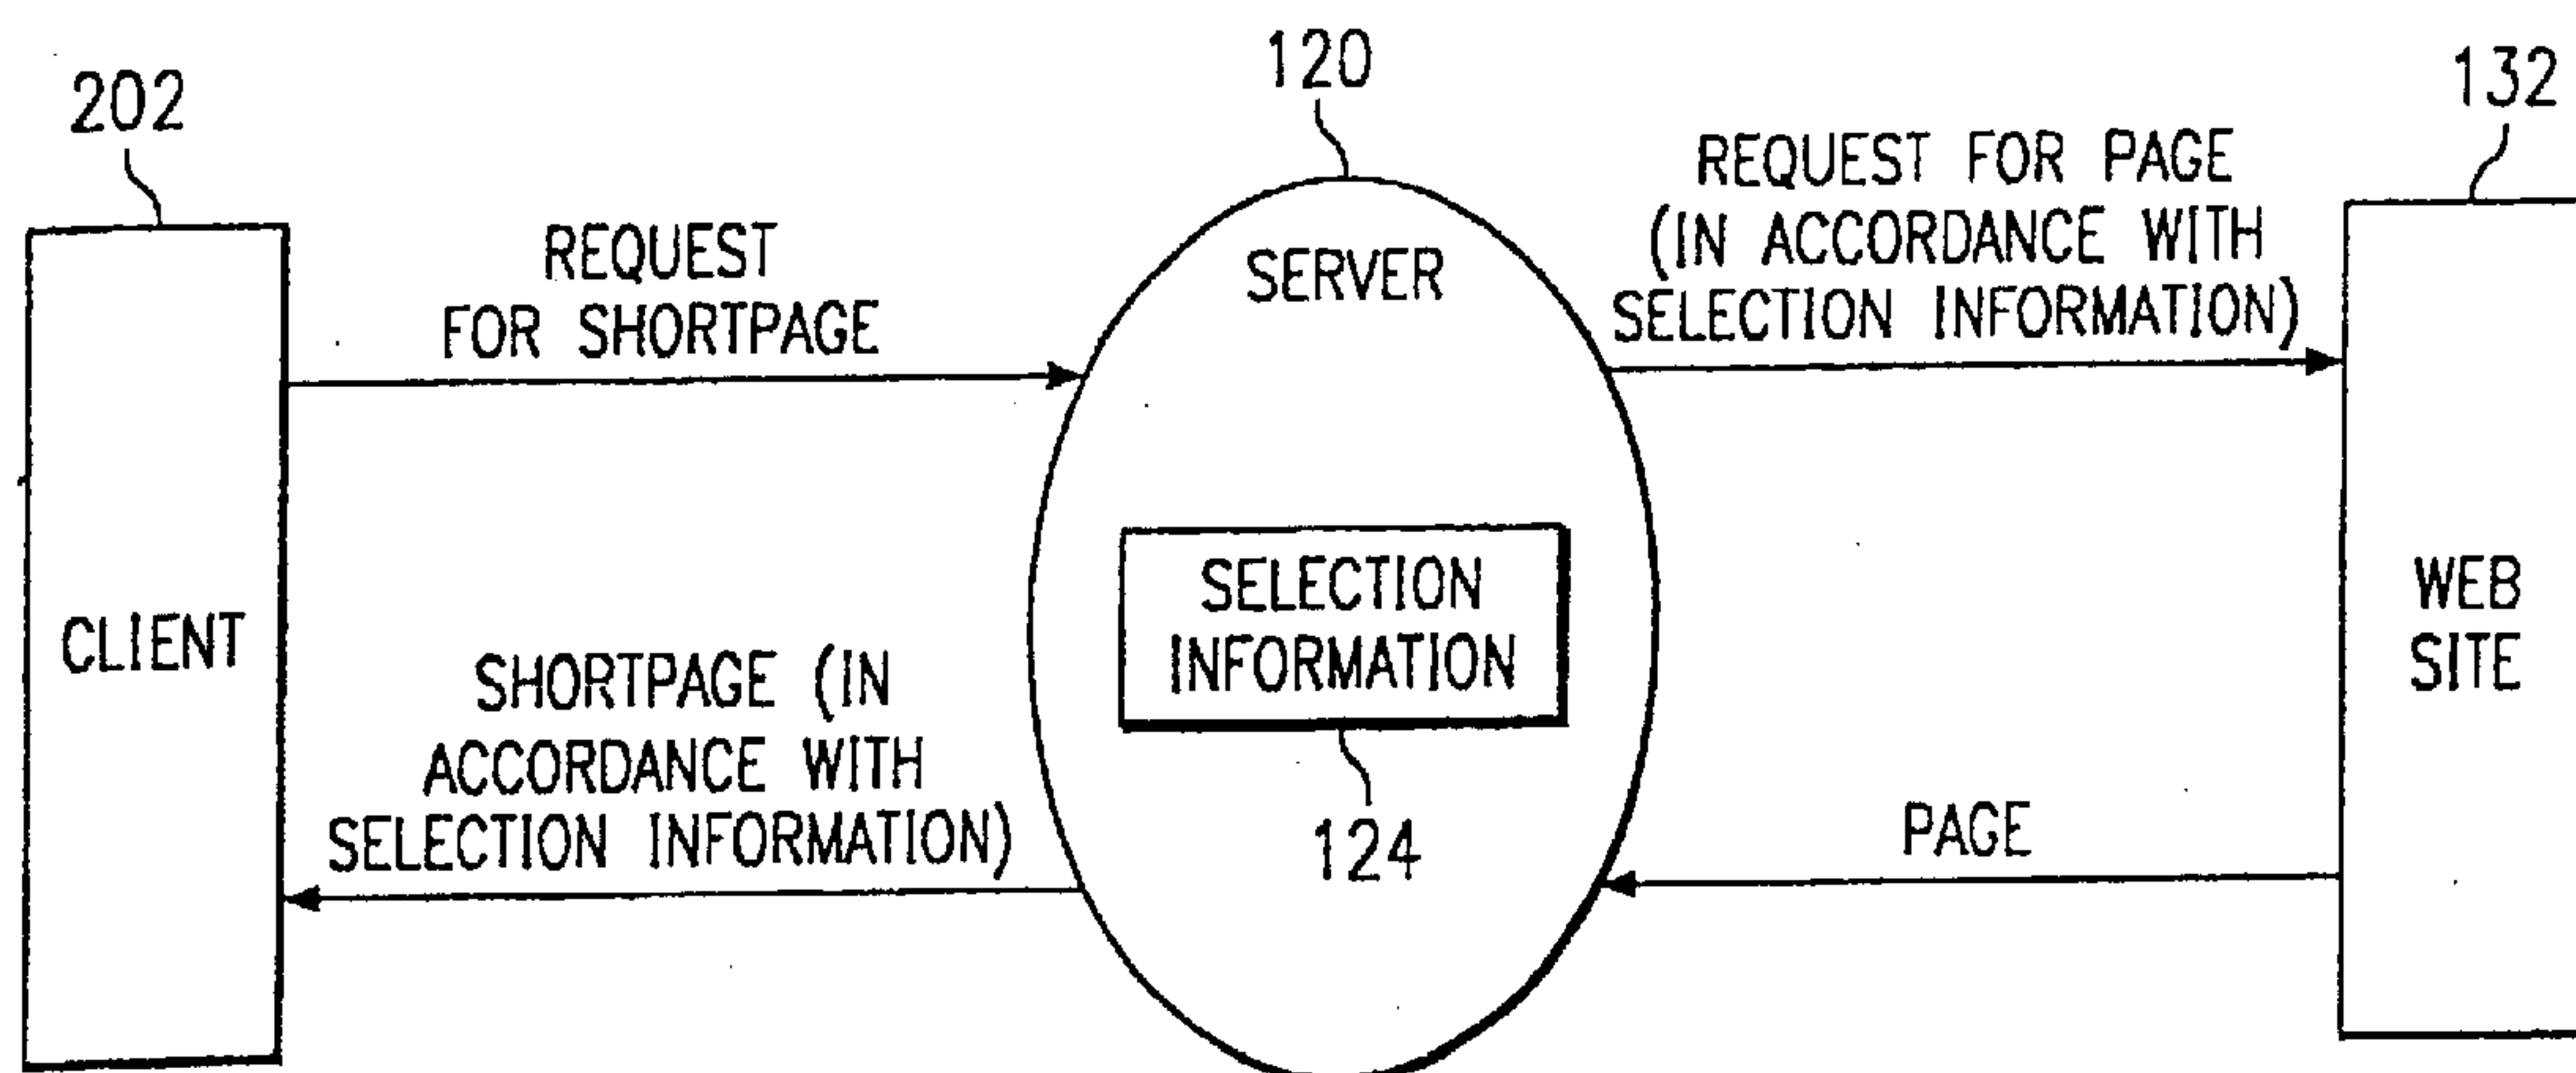 202
120
132
REQUEST
FOR SHORTPAGE
SERVER
REQUEST FOR PAGE
(IN ACCORDANCE WITH
SELECTION INFORMATION)
CLIENT
SHORTPAGE (IN
ACCORDANCE WITH
SELECTION INFORMATION)
SELECTION
INFORMATION
124
PAGE
WEB
SITE